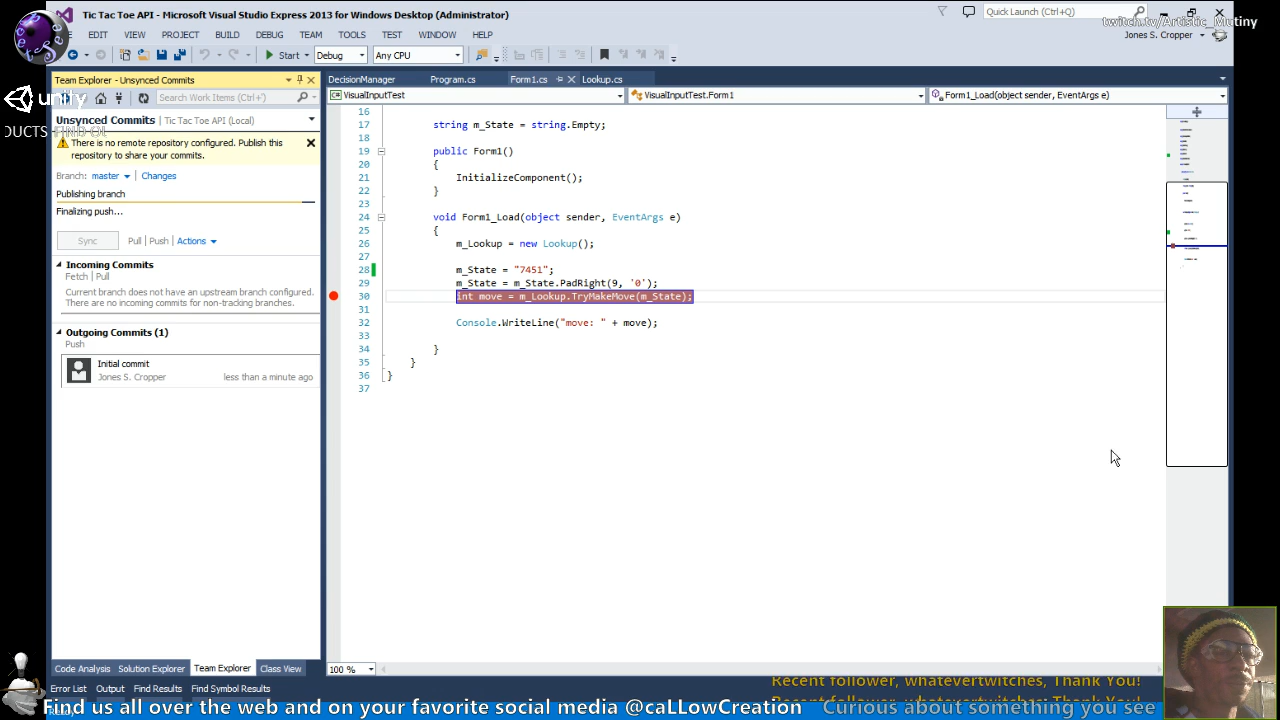 Tic Tac Toe API - Microsoft Visual Studio Express 2013 for Windows Desktop (Administrator)
Quick Launch (Ctrl+Q)
twitch.tv/Artistic_Mutiny
EDIT VIEW PROJECT BUILD DEBUG TEAM TOOLS TEST WINDOW HELP
Jones S. Cropper
Start Debug Any CPU
Team Explorer - Unsynced Commits
DecisionManager Program.cs Form1.cs Lookup.cs
unity
Search Work Items (Ctrl+')
VisualInputTest VisualInputTest.Form1 Form1_Load(object sender, EventArgs e)
Unsynced Commits Tic Tac Toe API (Local)
There is no remote repository configured. Publish this
repository to share your commits.
Branch: master Changes
Publishing branch
Finalizing push...
Sync Pull Push Actions
Incoming Commits
Fetch Pull
Current branch does not have an upstream branch configured.
There are no incoming commits for non-tracking branches.
Outgoing Commits (1)
Push
Initial commit
Jones S. Cropper less than a minute ago
16
17 string m_State = string.Empty;
18
19 public Form1()
20 {
21 InitializeComponent();
22 }
23
24 void Form1_Load(object sender, EventArgs e)
25 {
26 m_Lookup = new Lookup();
27
28 m_State = "7451";
29 m_State = m_State.PadRight(9, '0');
30 int move = m_Lookup.TryMakeMove(m_State);
31
32 Console.WriteLine("move: " + move);
33
34 }
35 }
36 }
37
100 %
Code Analysis Solution Explorer Team Explorer Class View
Error List Output Find Results Find Symbol Results
Recent follower, whatevertwitches, Thank You!
Recent follower, whatevertwitches, Thank You!
Find us all over the web and on your favorite social media @caLLowCreation Curious about something you see